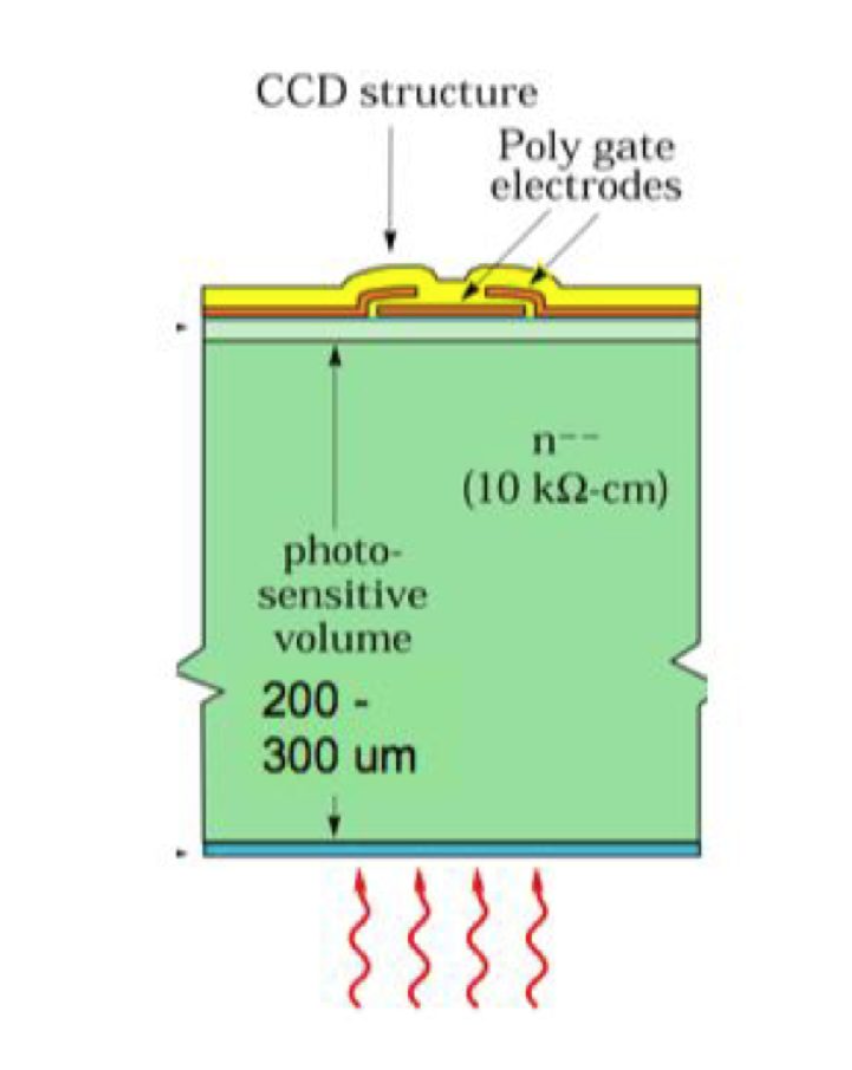 CCD structure
Poly gate
electrodes
n−−
(10 kΩ-cm)
photo-
sensitive
volume
200 -
300 um